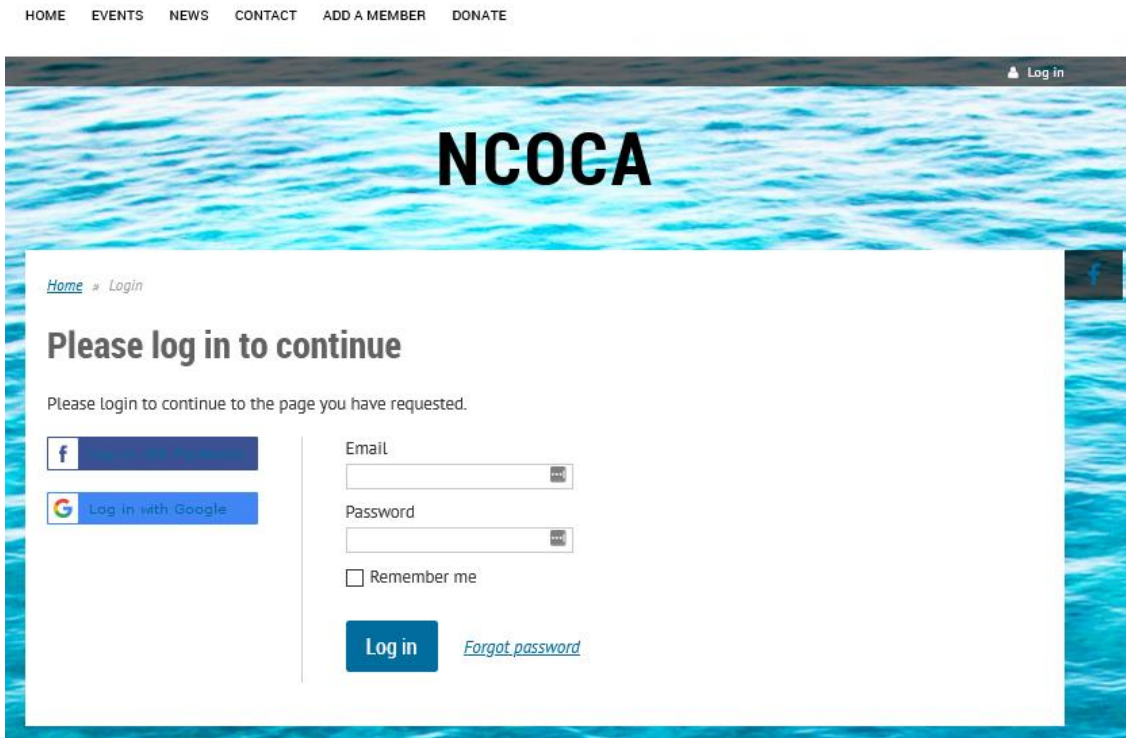 HOME EVENTS NEWS CONTACT ADD A MEMBER DONATE
Log in
NCOCA
Home » Login
Please log in to continue
Please login to continue to the page you have requested.
Log in with Google
Email
Password
Remember me
Log in Forgot password